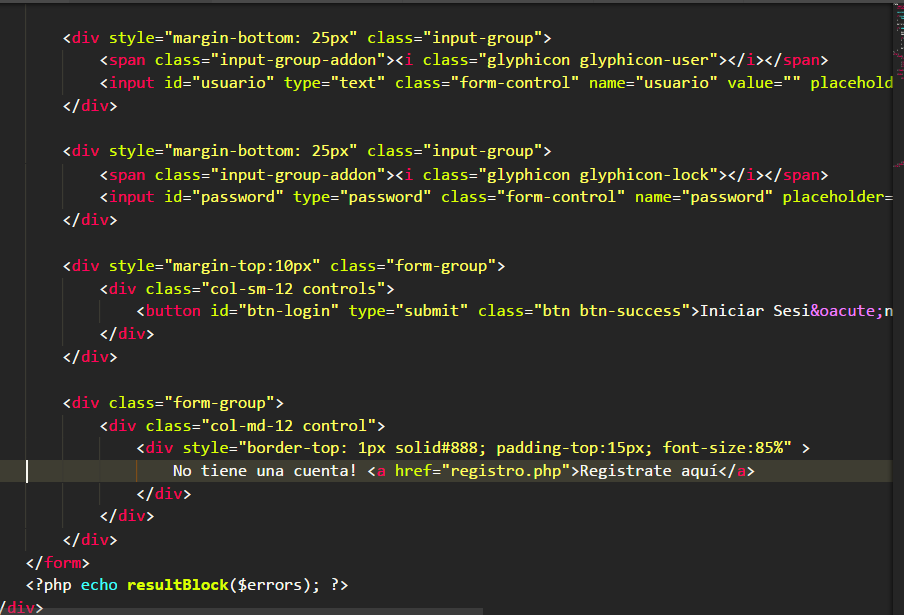 <div style="margin-bottom: 25px" class="input-group">
<span class="input-group-addon"><i class="glyphicon glyphicon-user"></i></span>
<input id="usuario" type="text" class="form-control" name="usuario" value="" placehold
</div>
<div style="margin-bottom: 25px" class="input-group">
<span class="input-group-addon"><i class="glyphicon glyphicon-lock"></i></span>
<input id="password" type="password" class="form-control" name="password" placeholder=
</div>
<div style="margin-top:10px" class="form-group">
<div class="col-sm-12 controls">
<button id="btn-login" type="submit" class="btn btn-success">Iniciar Sesi&oacute;n
</div>
</div>
<div class="form-group">
<div class="col-md-12 control">
<div style="border-top: 1px solid#888; padding-top:15px; font-size:85%" >
No tiene una cuenta! <a href="registro.php">Registrate aquí</a>
</div>
</div>
</div>
</form>
<?php echo resultBlock($errors); ?>
/div>